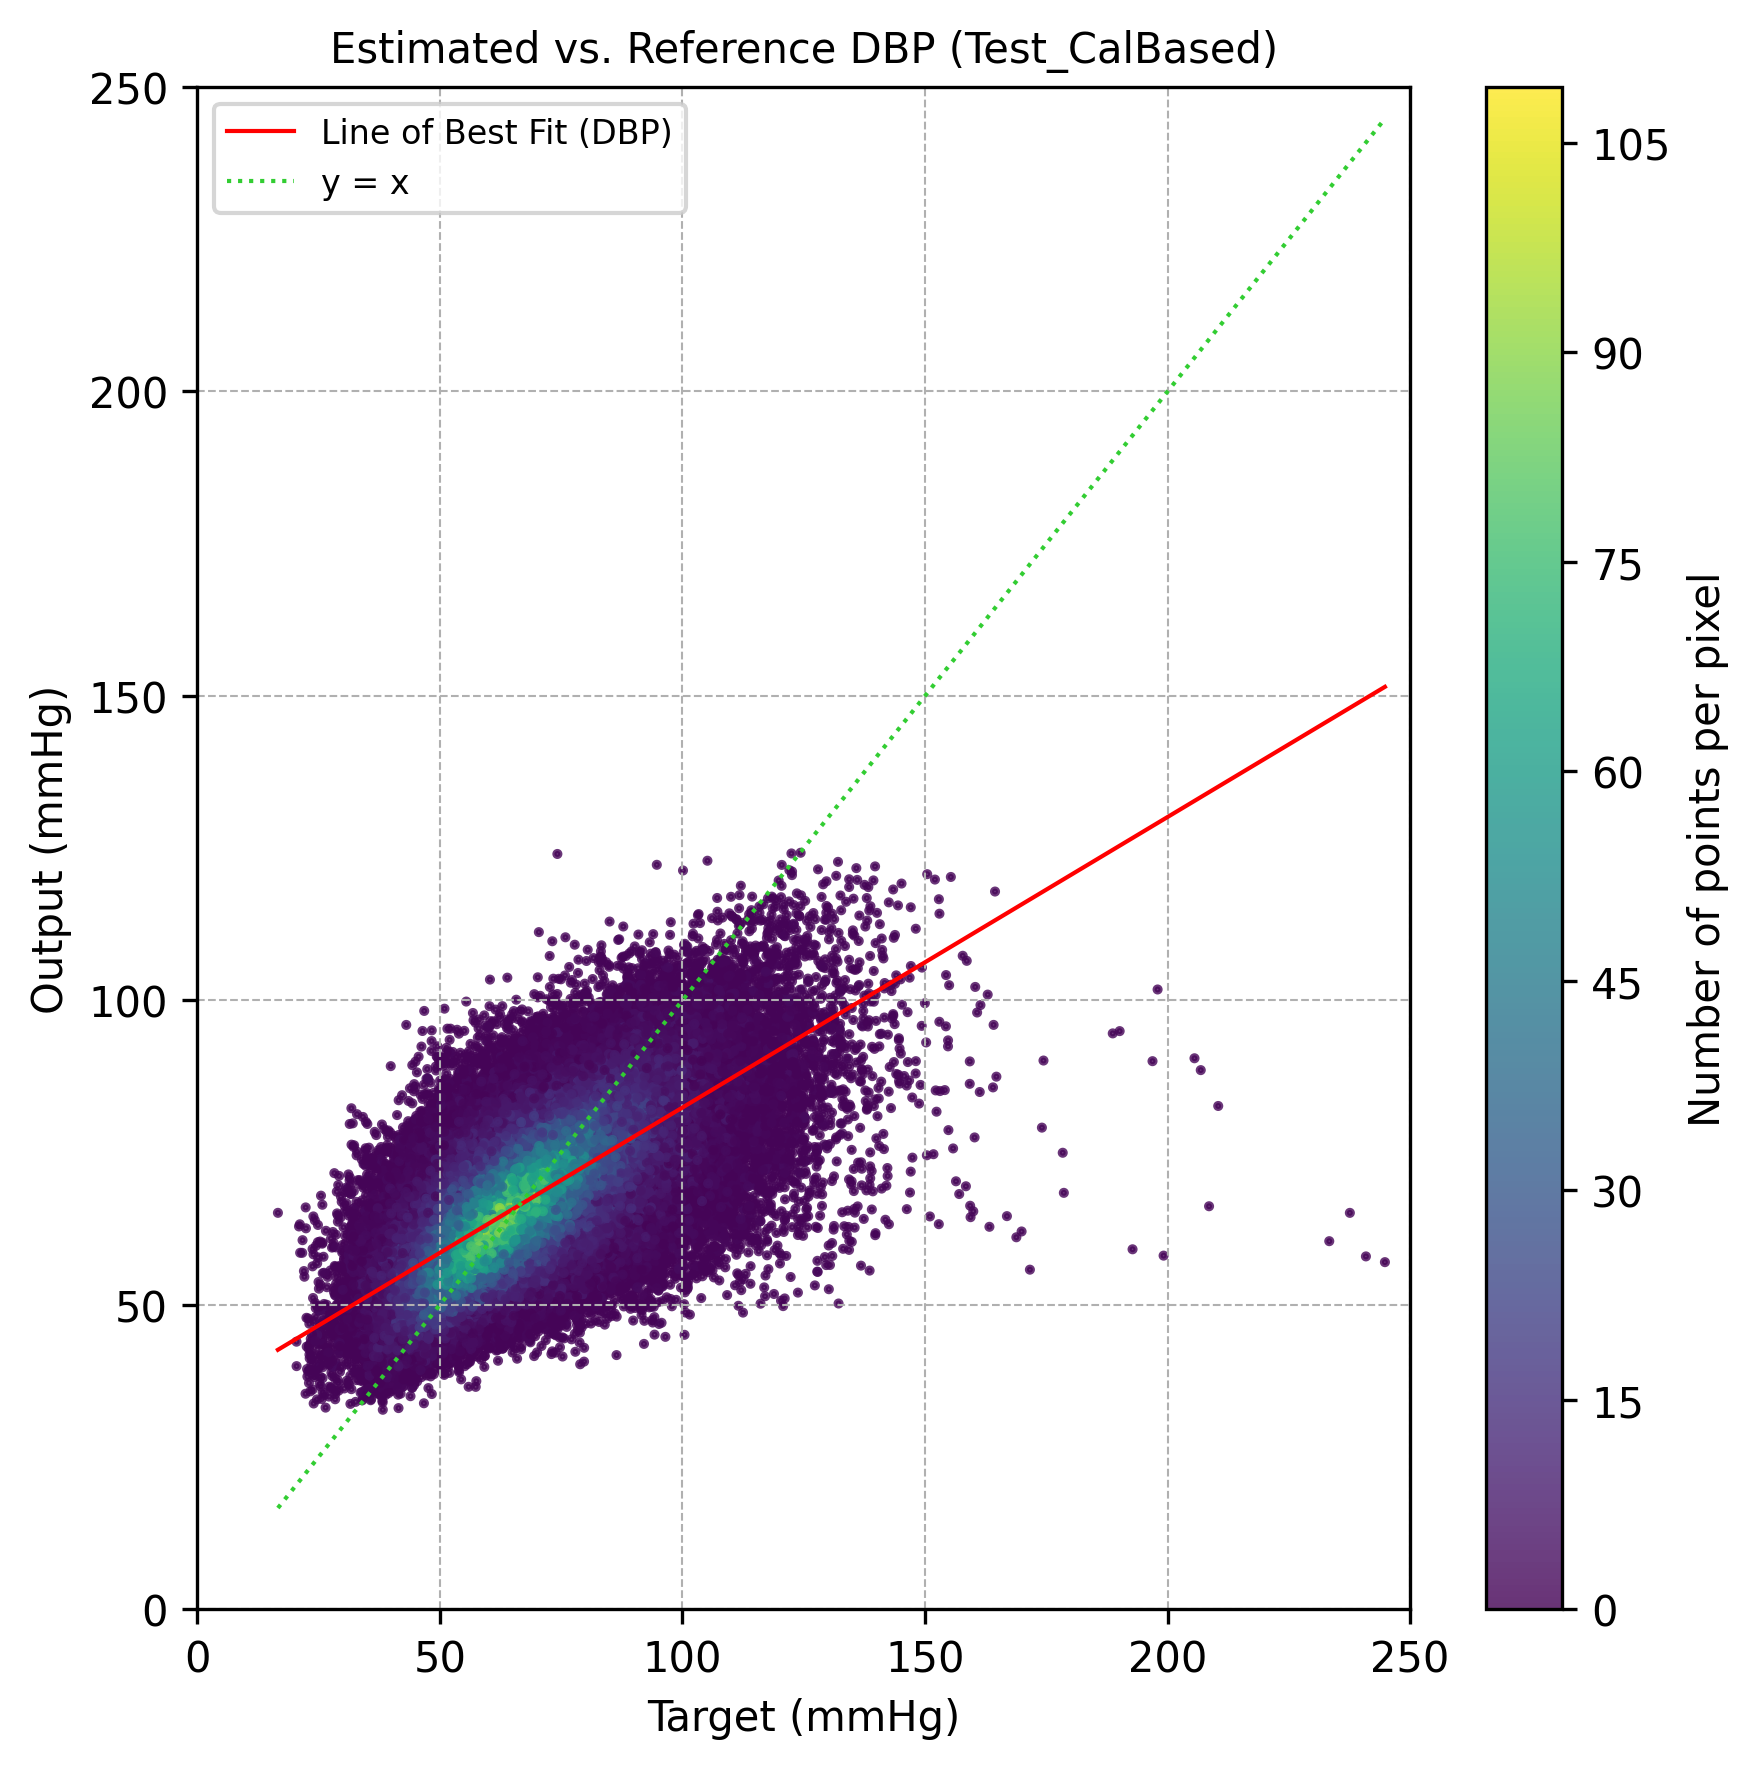 Estimated vs. Reference DBP (Test_CalBased)
Line of Best Fit (DBP)
y = x
250
200
150
100
50
0
Output (mmHg)
0 50 100 150 200 250
Target (mmHg)
105
90
75
60
45
30
15
0
Number of points per pixel